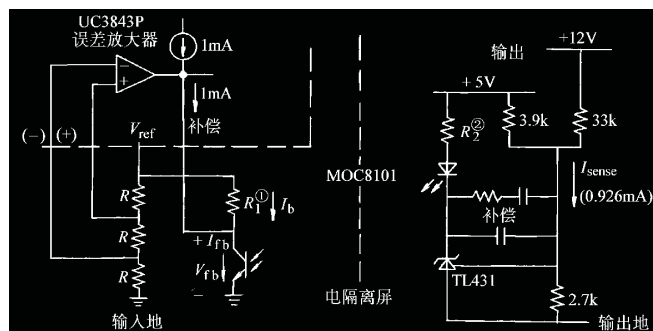 UC3843P
误差放大器
1mA
1mA
补偿
(−) (+)
V_ref
R
R
R
R_1^①
I_b
+ I_fb
V_fb
−
输入地
MOC8101
电隔离屏
输出
+12V
+5V
R_2^②
3.9k
33k
I_sense
(0.926mA)
补偿
TL431
2.7k
输出地